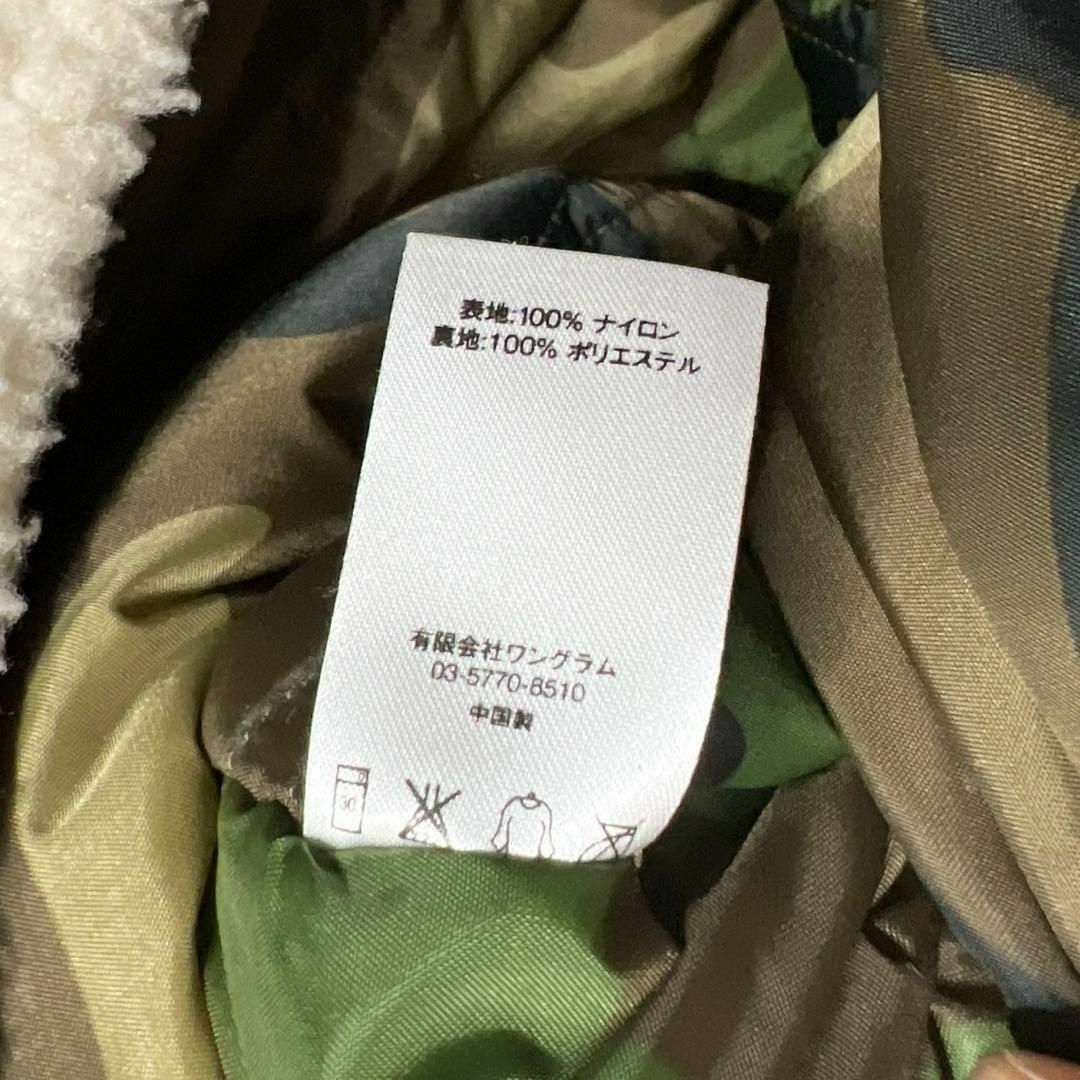 表地:100% ナイロン
裏地:100% ポリエステル
有限会社ワングラム
03-5770-8510
中国製
30